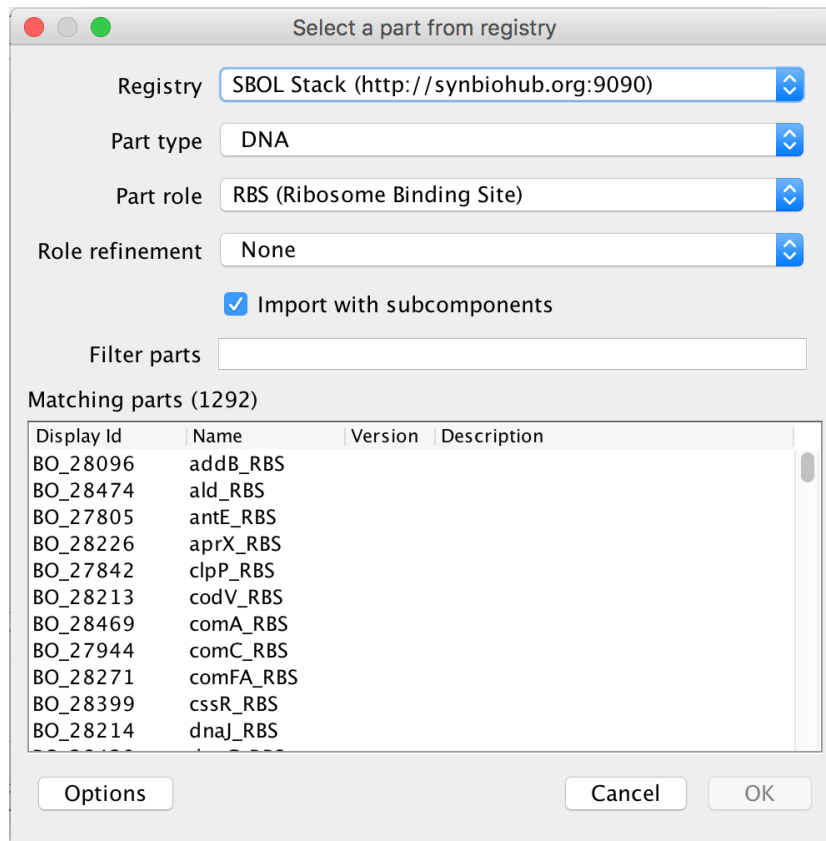 Select a part from registry
Registry SBOL Stack (http://synbiohub.org:9090)
Part type DNA
Part role RBS (Ribosome Binding Site)
Role refinement None
Import with subcomponents
Filter parts
Matching parts (1292)
Display Id Name Version Description
BO_28096 addB_RBS
BO_28474 ald_RBS
BO_27805 antE_RBS
BO_28226 aprX_RBS
BO_27842 clpP_RBS
BO_28213 codV_RBS
BO_28469 comA_RBS
BO_27944 comC_RBS
BO_28271 comFA_RBS
BO_28399 cssR_RBS
BO_28214 dnaJ_RBS
Options Cancel OK